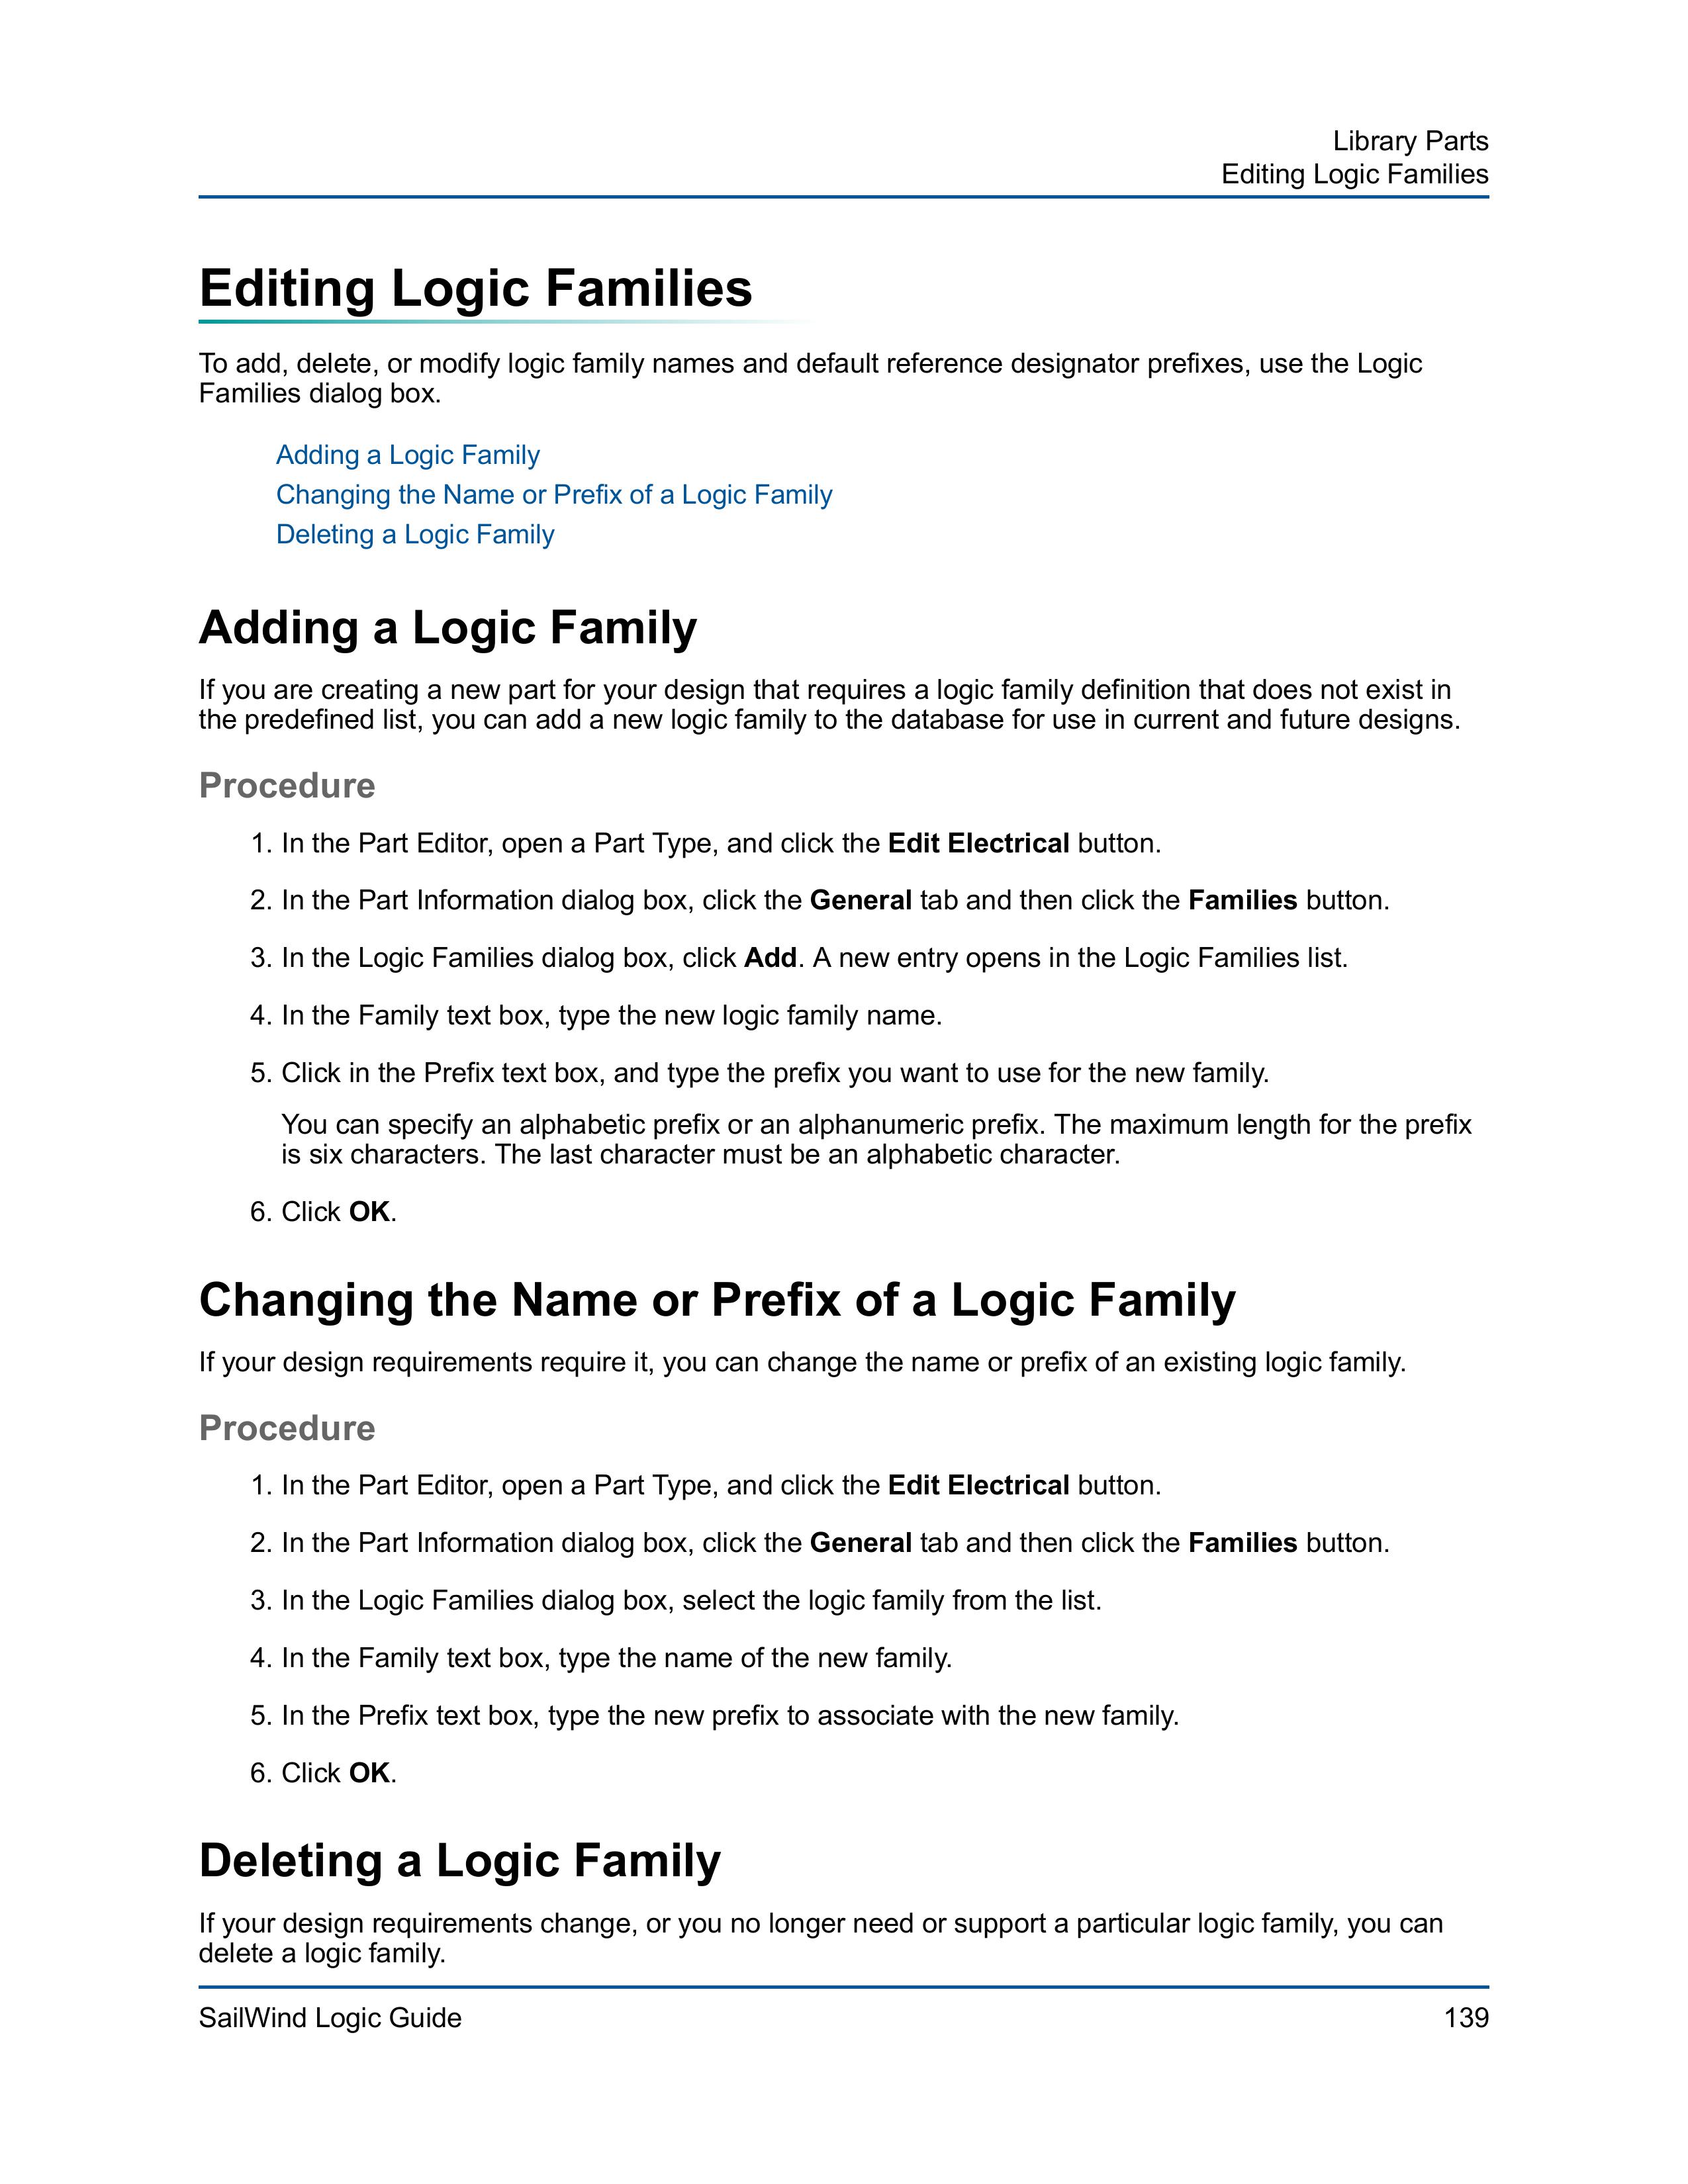 Library Parts
Editing Logic Families
Editing Logic Families
To add, delete, or modify logic family names and default reference designator prefixes, use the Logic
Families dialog box.
Adding a Logic Family
Changing the Name or Prefix of a Logic Family
Deleting a Logic Family
Adding a Logic Family
If you are creating a new part for your design that requires a logic family definition that does not exist in
the predefined list, you can add a new logic family to the database for use in current and future designs.
Procedure
1. In the Part Editor, open a Part Type, and click the Edit Electrical button.
2. In the Part Information dialog box, click the General tab and then click the Families button.
3. In the Logic Families dialog box, click Add. A new entry opens in the Logic Families list.
4. In the Family text box, type the new logic family name.
5. Click in the Prefix text box, and type the prefix you want to use for the new family.
You can specify an alphabetic prefix or an alphanumeric prefix. The maximum length for the prefix
is six characters. The last character must be an alphabetic character.
6. Click OK.
Changing the Name or Prefix of a Logic Family
If your design requirements require it, you can change the name or prefix of an existing logic family.
Procedure
1. In the Part Editor, open a Part Type, and click the Edit Electrical button.
2. In the Part Information dialog box, click the General tab and then click the Families button.
3. In the Logic Families dialog box, select the logic family from the list.
4. In the Family text box, type the name of the new family.
5. In the Prefix text box, type the new prefix to associate with the new family.
6. Click OK.
Deleting a Logic Family
If your design requirements change, or you no longer need or support a particular logic family, you can
delete a logic family.
SailWind Logic Guide 139